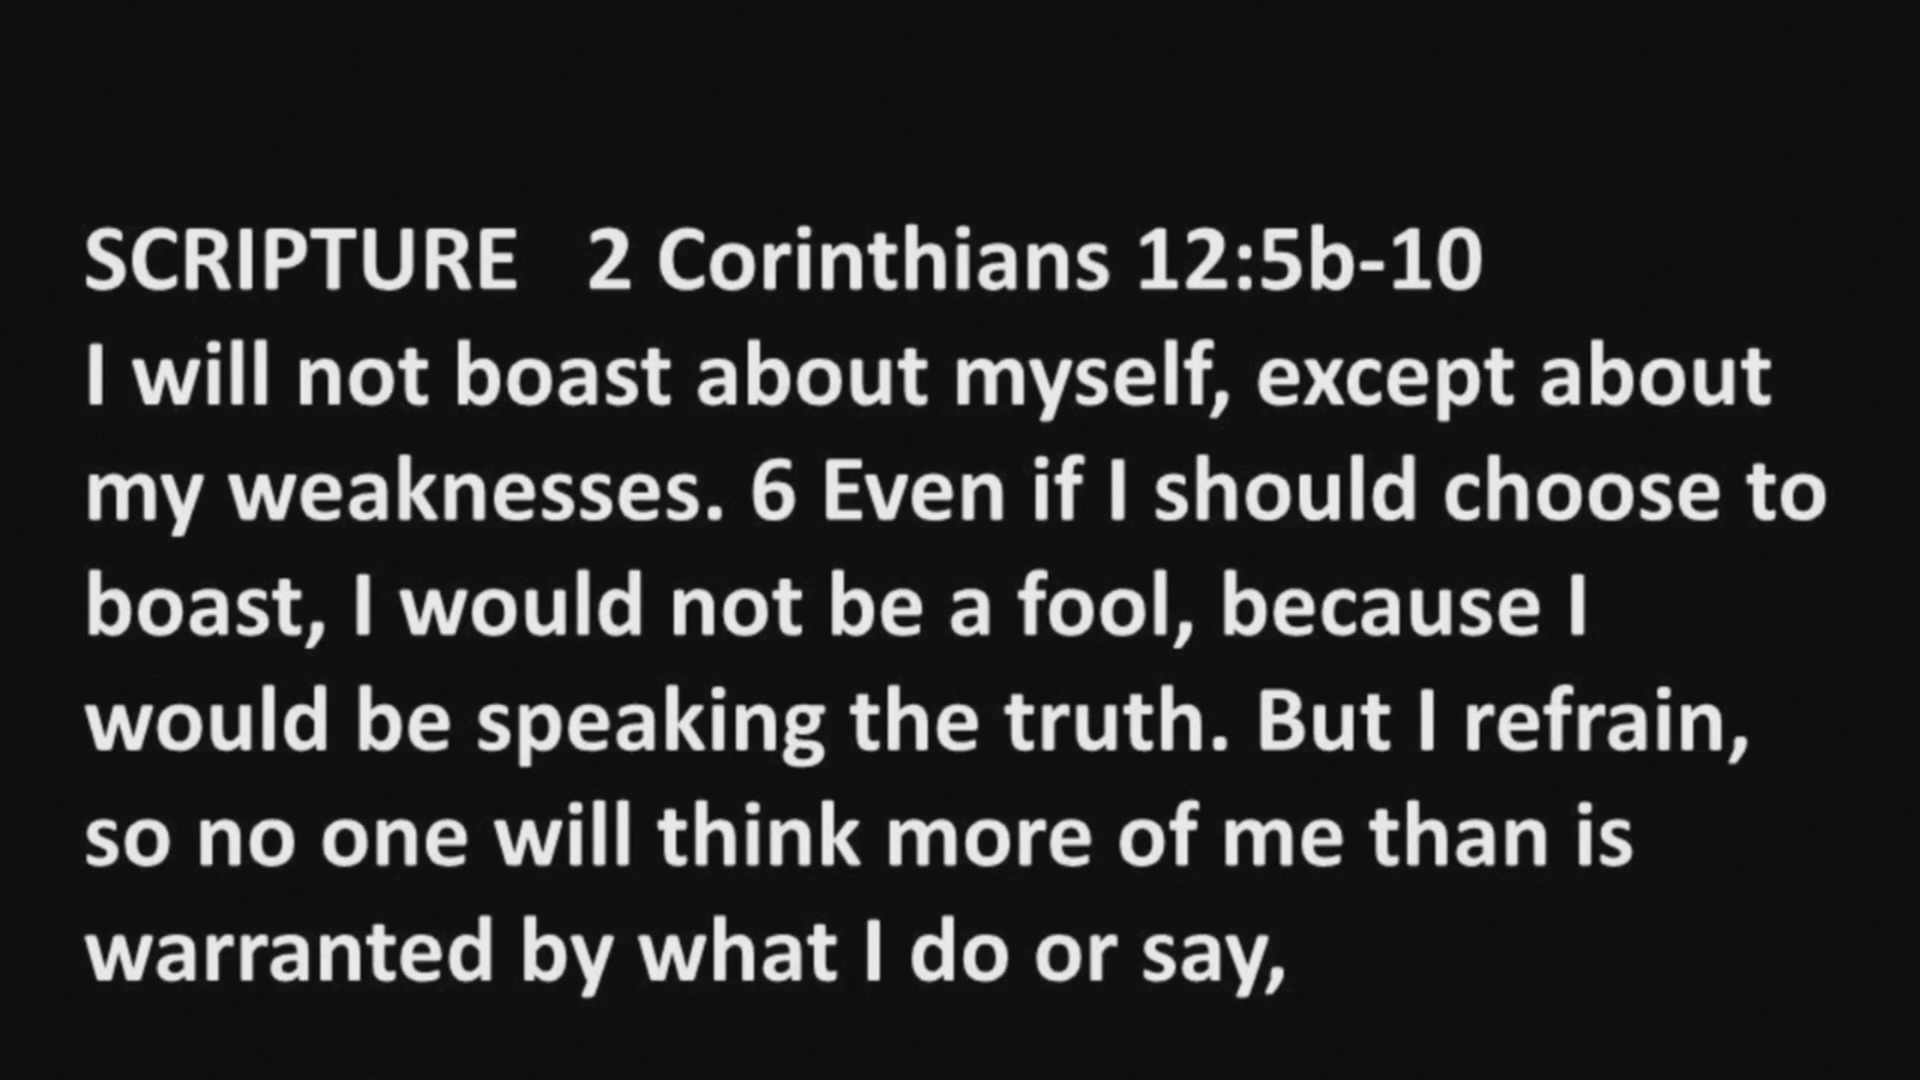 SCRIPTURE   2 Corinthians 12:5b-10
I will not boast about myself, except about
my weaknesses. 6 Even if I should choose to
boast, I would not be a fool, because I
would be speaking the truth. But I refrain,
so no one will think more of me than is
warranted by what I do or say,